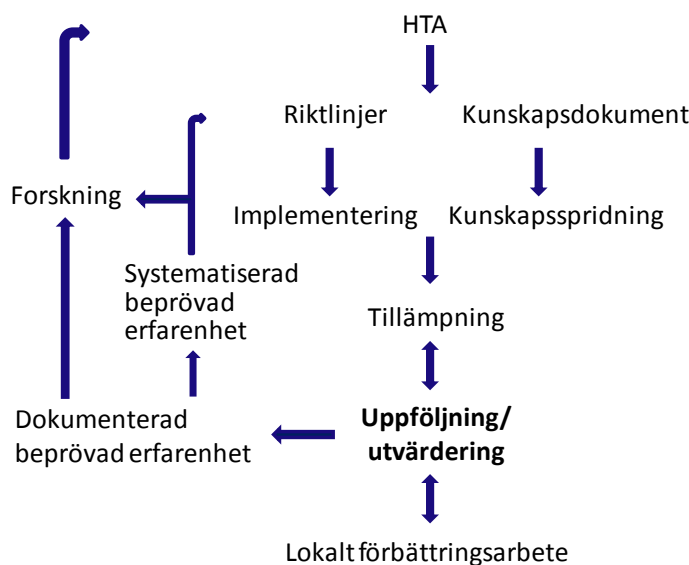 HTA
Riktlinjer
Kunskapsdokument
Forskning
Implementering
Kunskapsspridning
Systematiserad
beprövad
erfarenhet
Tillämpning
Dokumenterad
beprövad erfarenhet
Uppföljning/
utvärdering
Lokalt förbättringsarbete